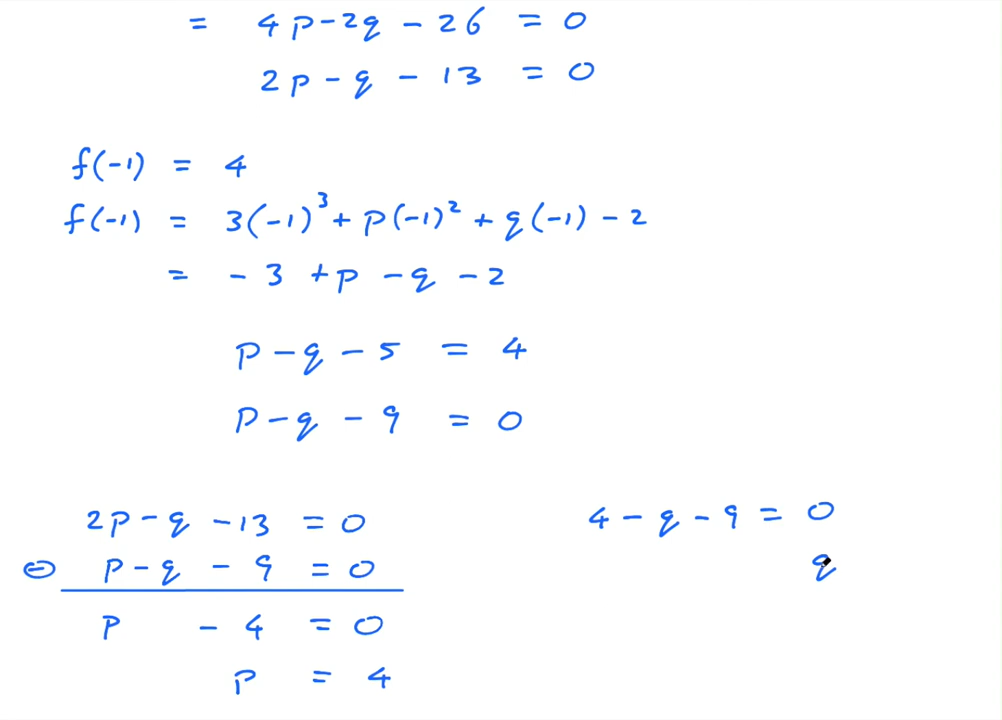 = 4p - 2q - 26 = 0
2p - q - 13 = 0
f(-1) = 4
f(-1) = 3(-1)³ + p(-1)² + q(-1) - 2
= -3 + p - q - 2
p - q - 5 = 4
p - q - 9 = 0
2p - q - 13 = 0
⊖ p - q - 9 = 0
p - 4 = 0
p = 4
4 - q - 9 = 0
q